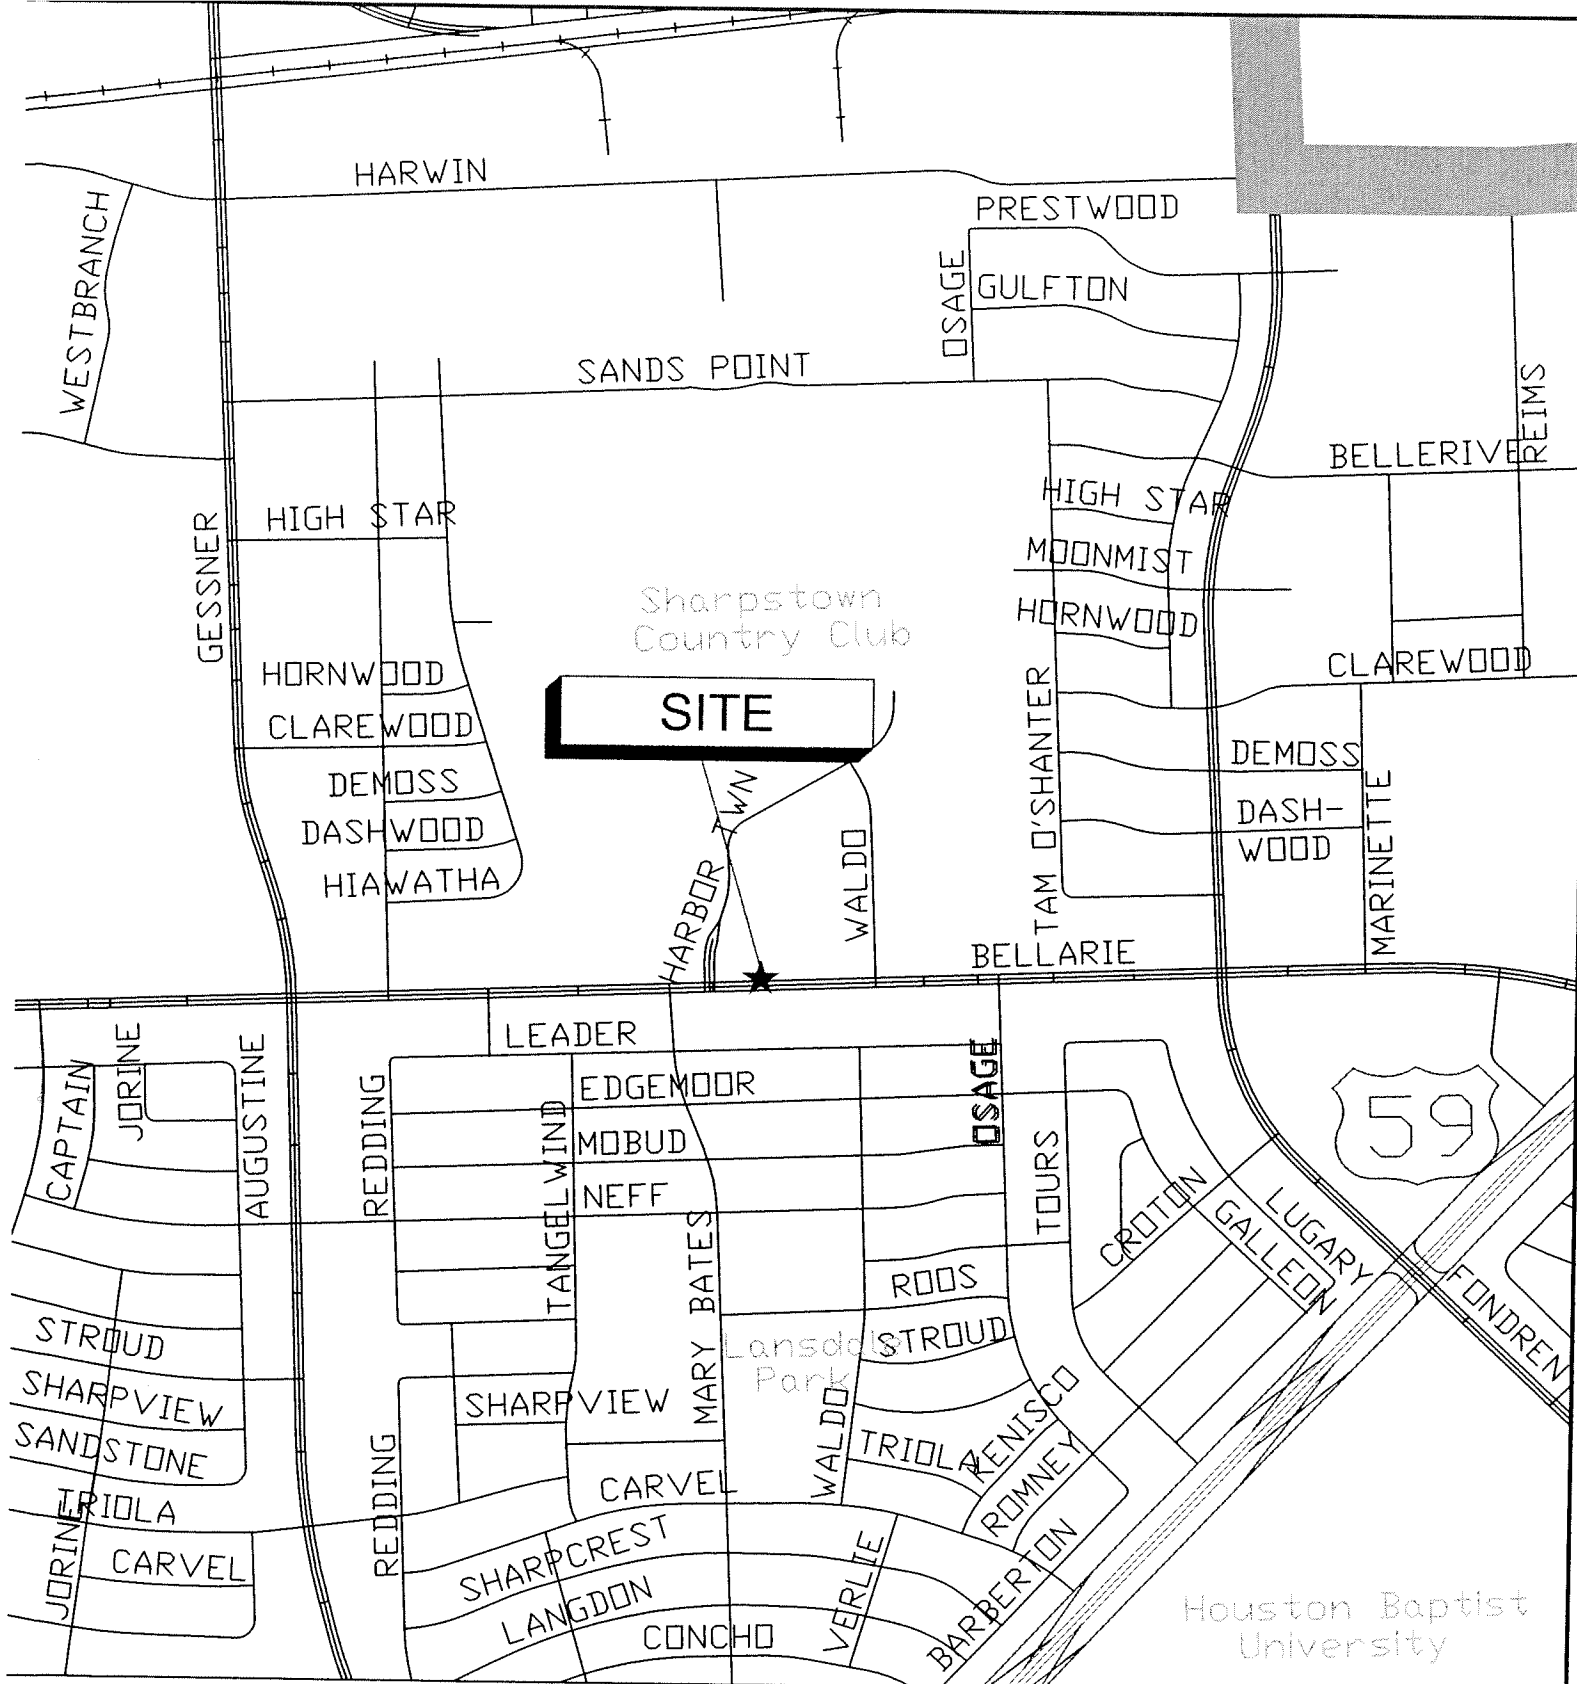 HARWIN
WESTBRANCH
PRESTWOOD
OSAGE
GULFTON
SANDS POINT
REIMS
BELLERIVE
GESSNER
HIGH STAR
HIGH STAR
MOONMIST
Sharpstown
Country Club
HORNWOOD
HORNWOOD
CLAREWOOD
SITE
CLAREWOOD
TAM O'SHANTER
DEMOSS
DEMOSS
DASHWOOD
DASH-
WOOD
HIAWATHA
HARBOR TWN
WALDO
MARINETTE
BELLARIE
LEADER
JORINE
AUGUSTINE
CAPTAIN
REDDING
EDGEMOOR
OSAGE
59
MOBUD
TANGELWIND
NEFF
TOURS
CROTON
LUGARY
GALLEON
MARY BATES
ROOS
FONDREN
STROUD
Lansdale
Park
STROUD
SHARPVIEW
SHARPVIEW
KENISCO
WALDO
TRIOLA
SANDSTONE
ROMNEY
REDDING
CARVEL
TRIOLA
JORINE
CARVEL
SHARPCREST
LANGDON
CONCHO
VERLIE
BARBERTON
Houston Baptist
University